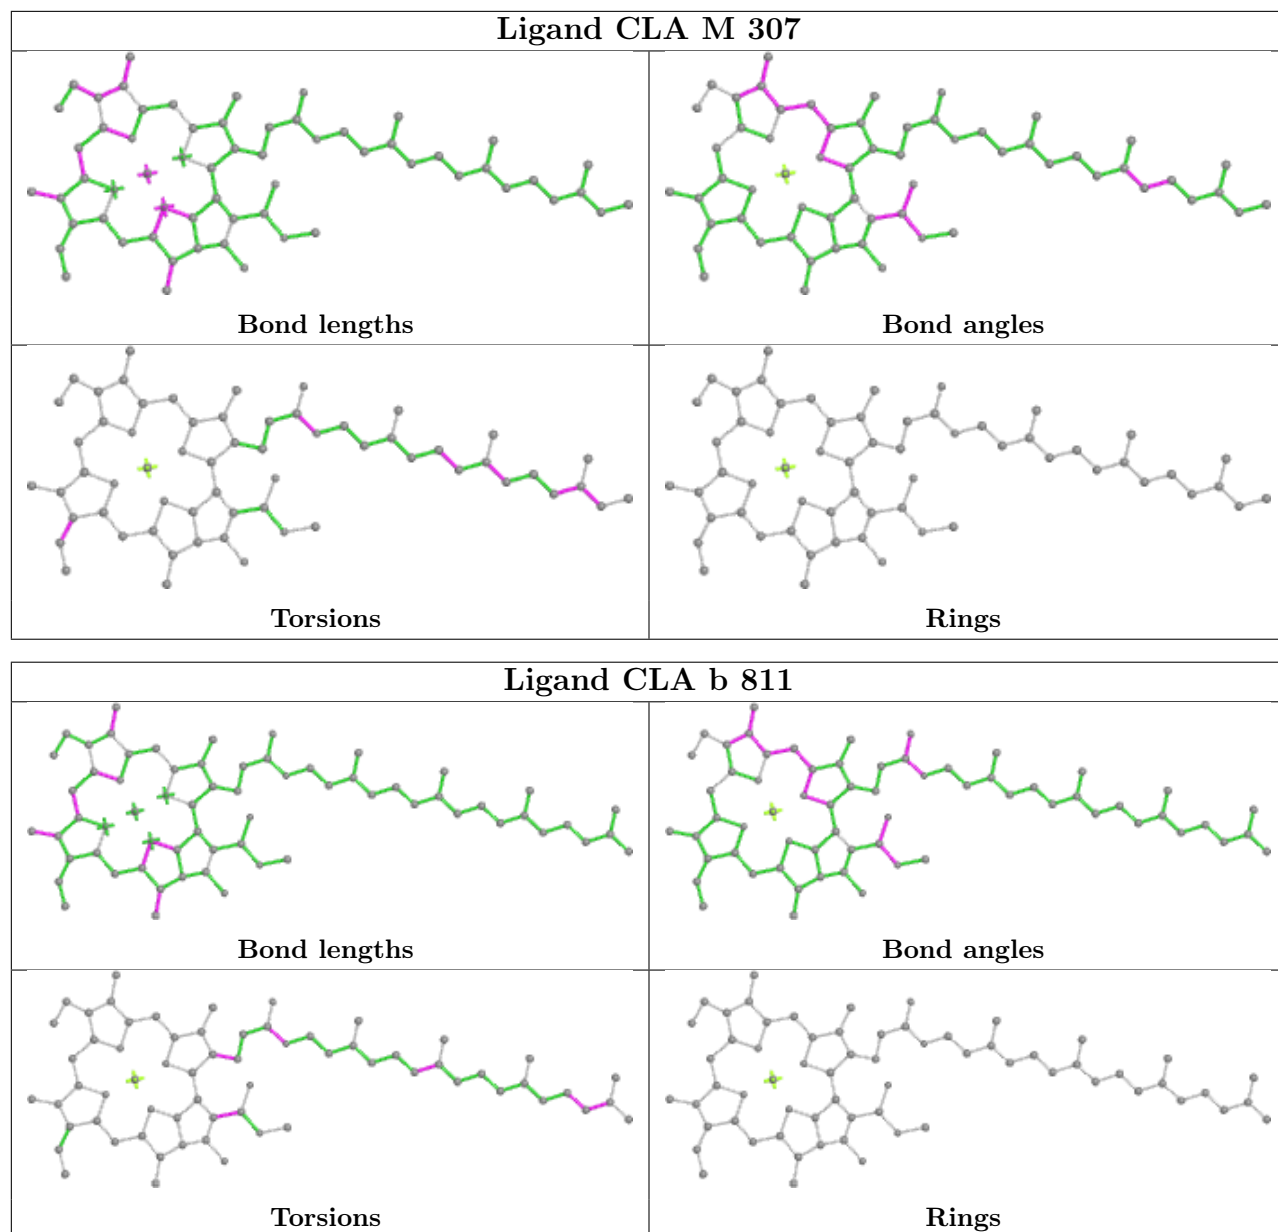 Ligand CLA M 307
Bond lengths
Bond angles
Torsions
Rings
Ligand CLA b 811
Bond lengths
Bond angles
Torsions
Rings